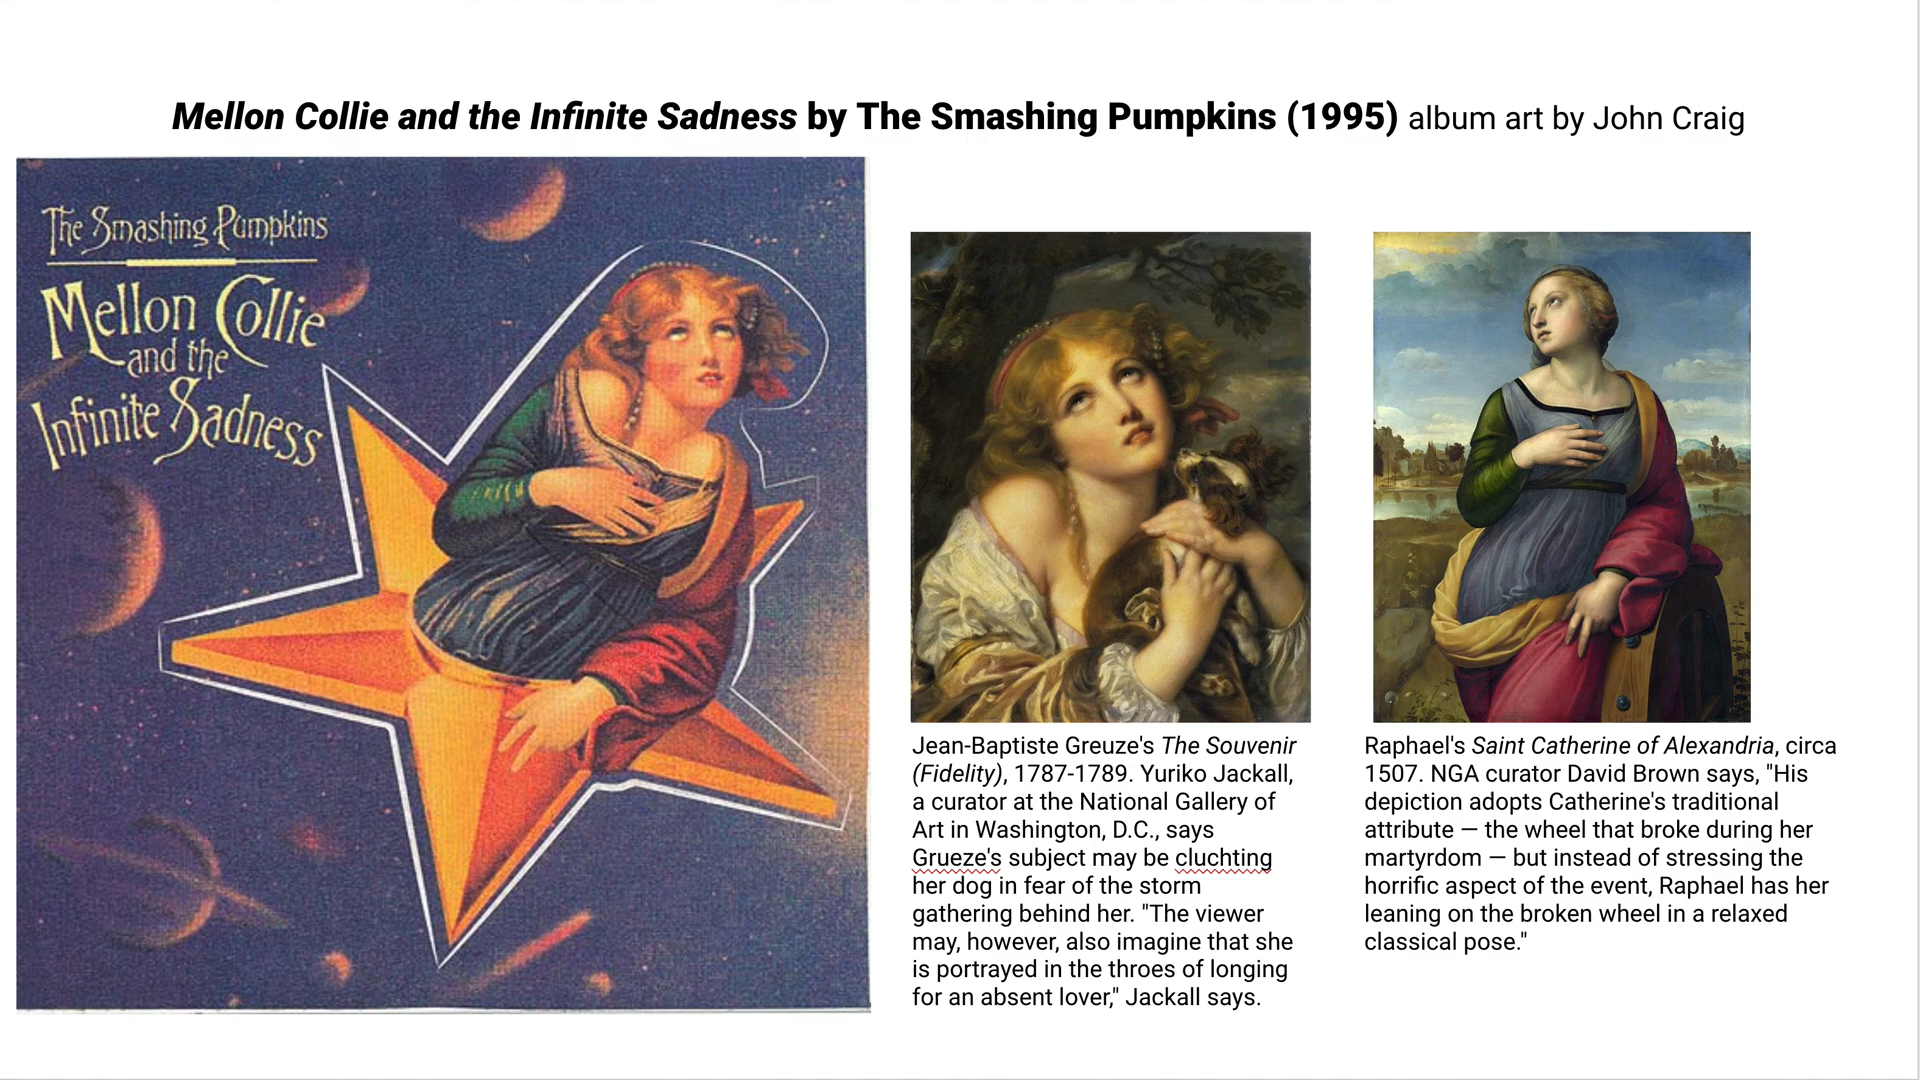 Mellon Collie and the Infinite Sadness by The Smashing Pumpkins (1995) album art by John Craig
The Smashing Pumpkins
Mellon Collie
and the
Infinite Sadness
Jean-Baptiste Greuze's The Souvenir
(Fidelity), 1787-1789. Yuriko Jackall,
a curator at the National Gallery of
Art in Washington, D.C., says
Grueze's subject may be cluchting
her dog in fear of the storm
gathering behind her. "The viewer
may, however, also imagine that she
is portrayed in the throes of longing
for an absent lover," Jackall says.
Raphael's Saint Catherine of Alexandria, circa
1507. NGA curator David Brown says, "His
depiction adopts Catherine's traditional
attribute — the wheel that broke during her
martyrdom — but instead of stressing the
horrific aspect of the event, Raphael has her
leaning on the broken wheel in a relaxed
classical pose."